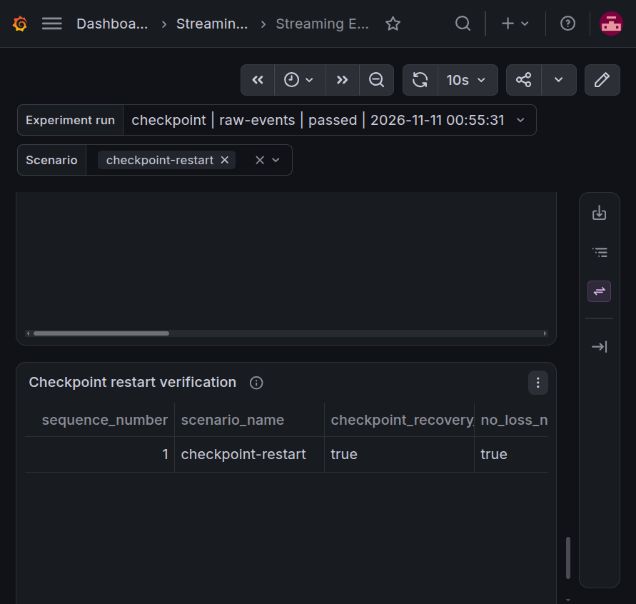 Dashboa... > Streamin... > Streaming E...
10s
Experiment run checkpoint | raw-events | passed | 2026-11-11 00:55:31
Scenario checkpoint-restart
Checkpoint restart verification
sequence_number scenario_name checkpoint_recovery no_loss_n
1 checkpoint-restart true true